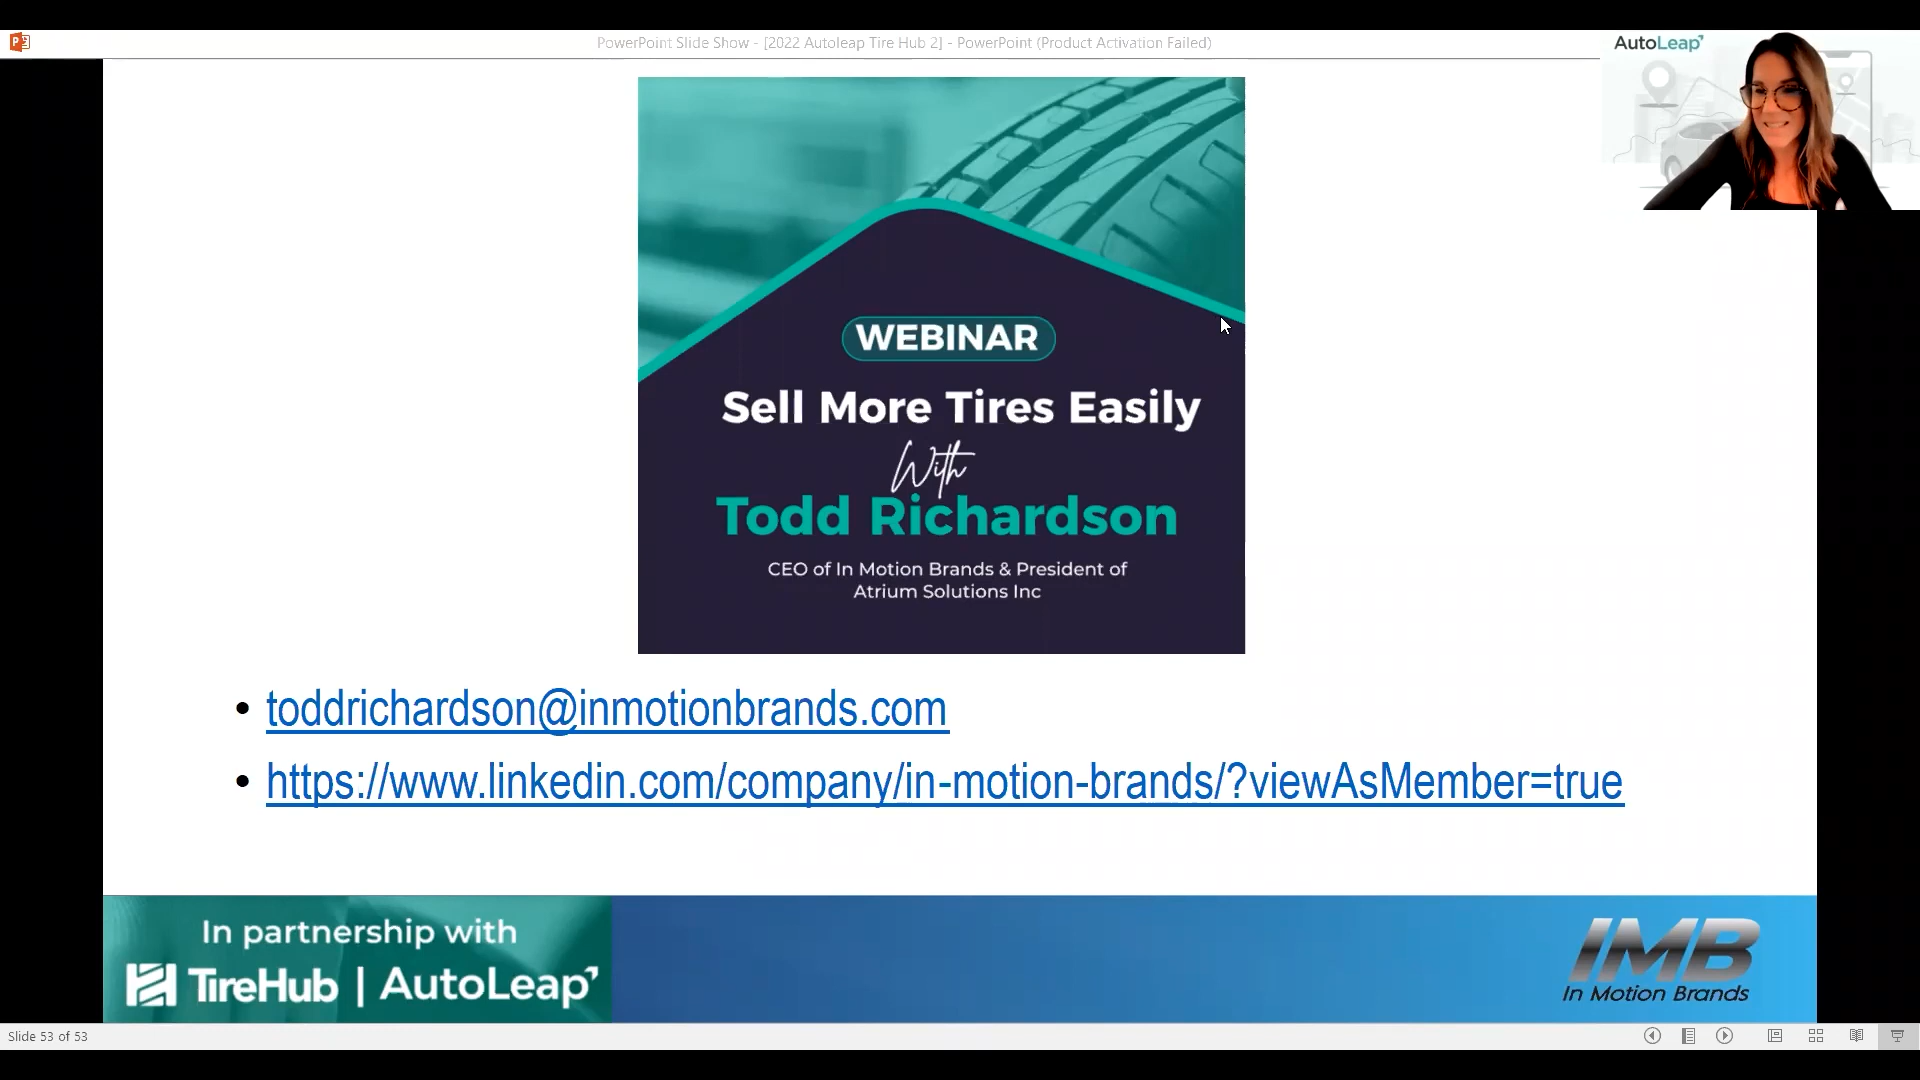 PowerPoint Slide Show - [2022 Autoleap Tire Hub 2] - PowerPoint (Product Activation Failed)
AutoLeap
WEBINAR
Sell More Tires Easily
With
Todd Richardson
CEO of In Motion Brands & President of
Atrium Solutions Inc
• toddrichardson@inmotionbrands.com
• https://www.linkedin.com/company/in-motion-brands/?viewAsMember=true
In partnership with
TireHub | AutoLeap
IMB
In Motion Brands
Slide 53 of 53